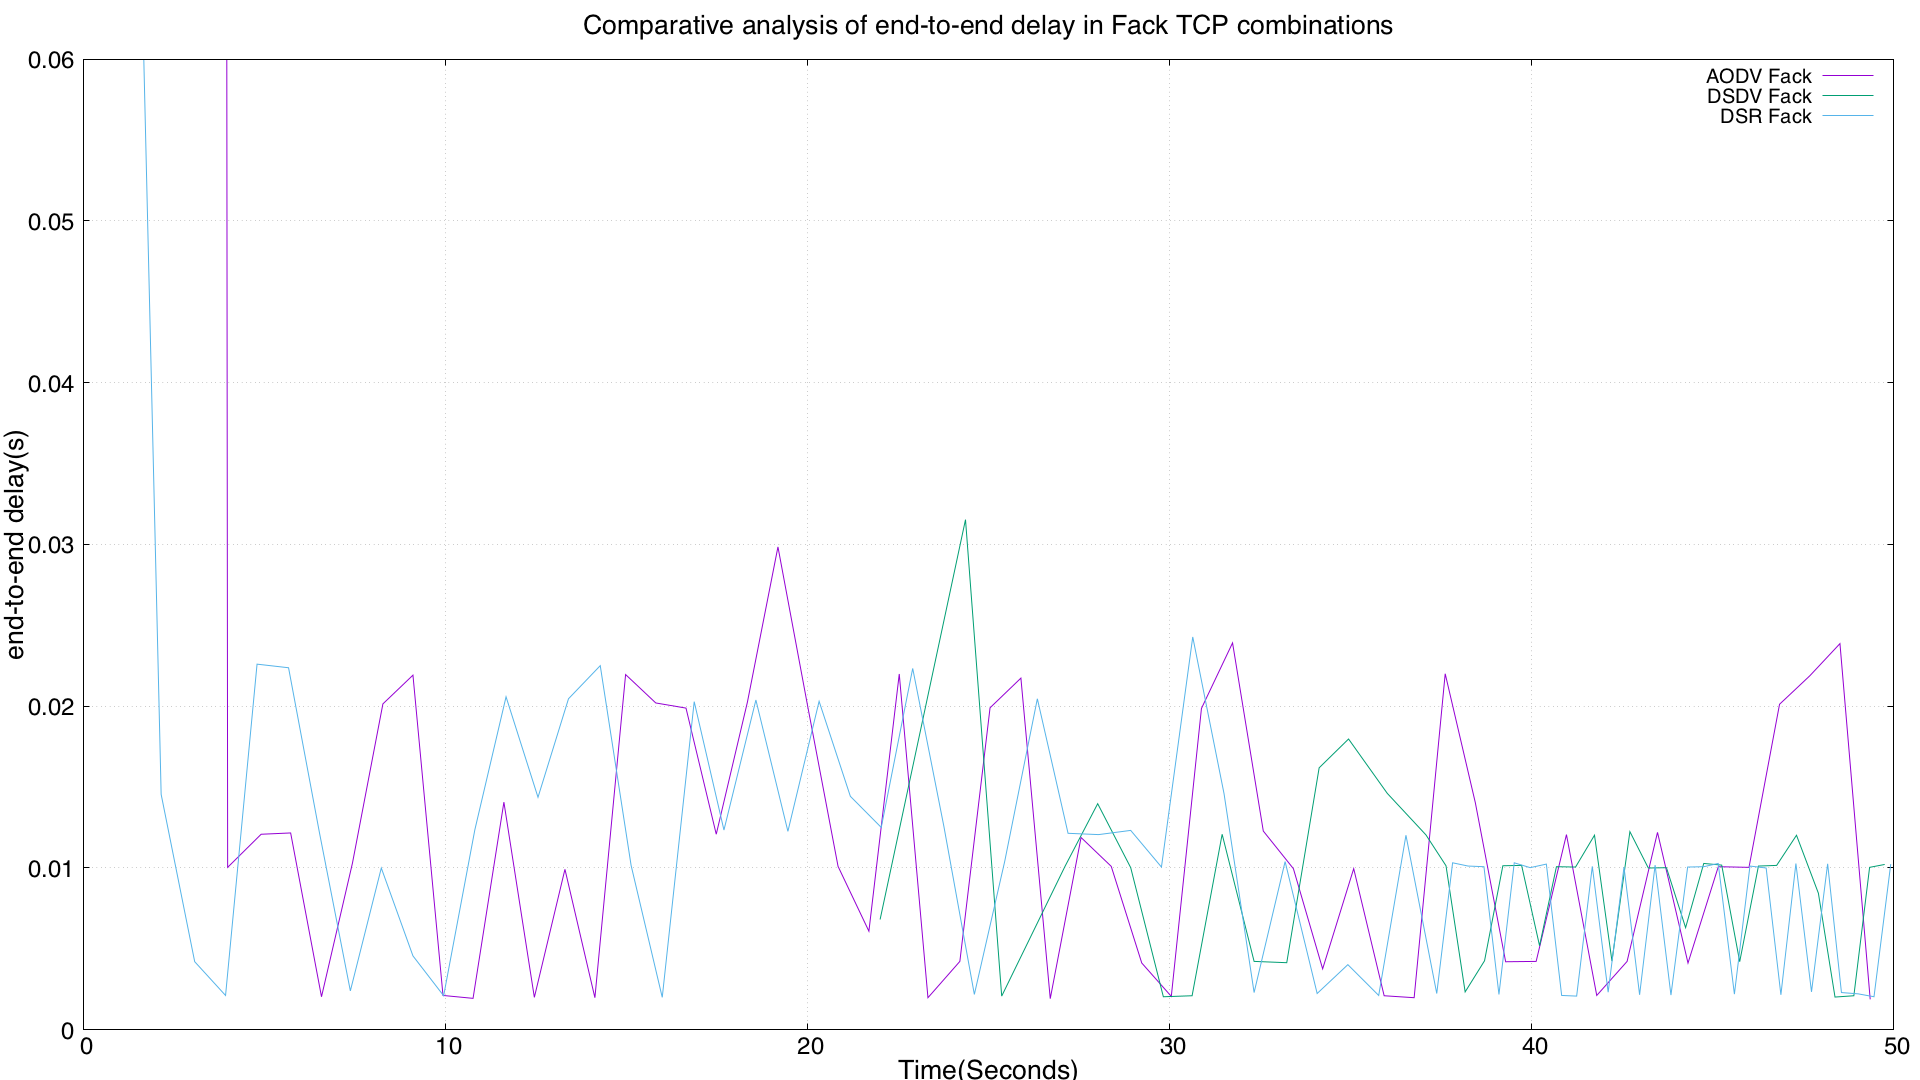 Comparative analysis of end-to-end delay in Fack TCP combinations
0.06
0.05
0.04
0.03
0.02
0.01
0
end-to-end delay(s)
AODV Fack
DSDV Fack
DSR Fack
0 10 20 30 40 50
Time(Seconds)